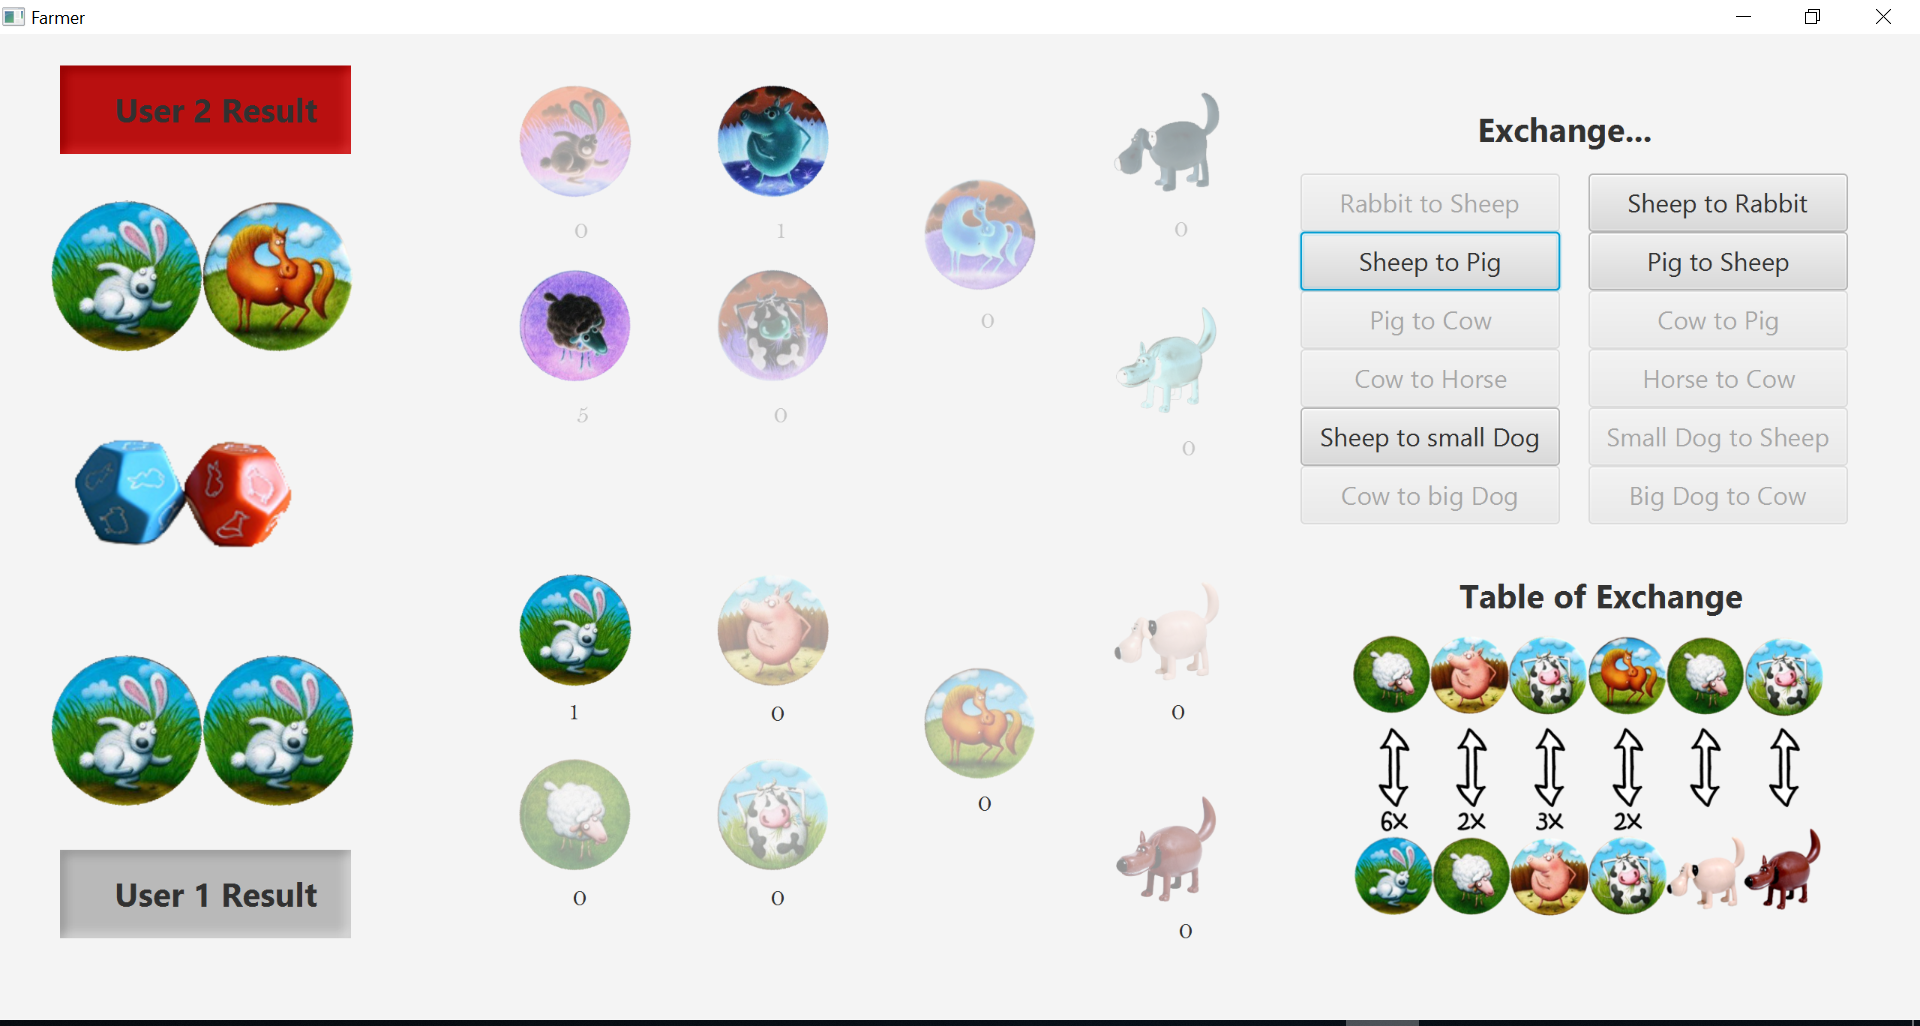 Farmer
User 2 Result
0
1
0
0
5
0
0
Exchange...
Rabbit to Sheep
Sheep to Rabbit
Sheep to Pig
Pig to Sheep
Pig to Cow
Cow to Pig
Cow to Horse
Horse to Cow
Sheep to small Dog
Small Dog to Sheep
Cow to big Dog
Big Dog to Cow
1
0
0
0
0
0
0
User 1 Result
Table of Exchange
6X 2X 3X 2X